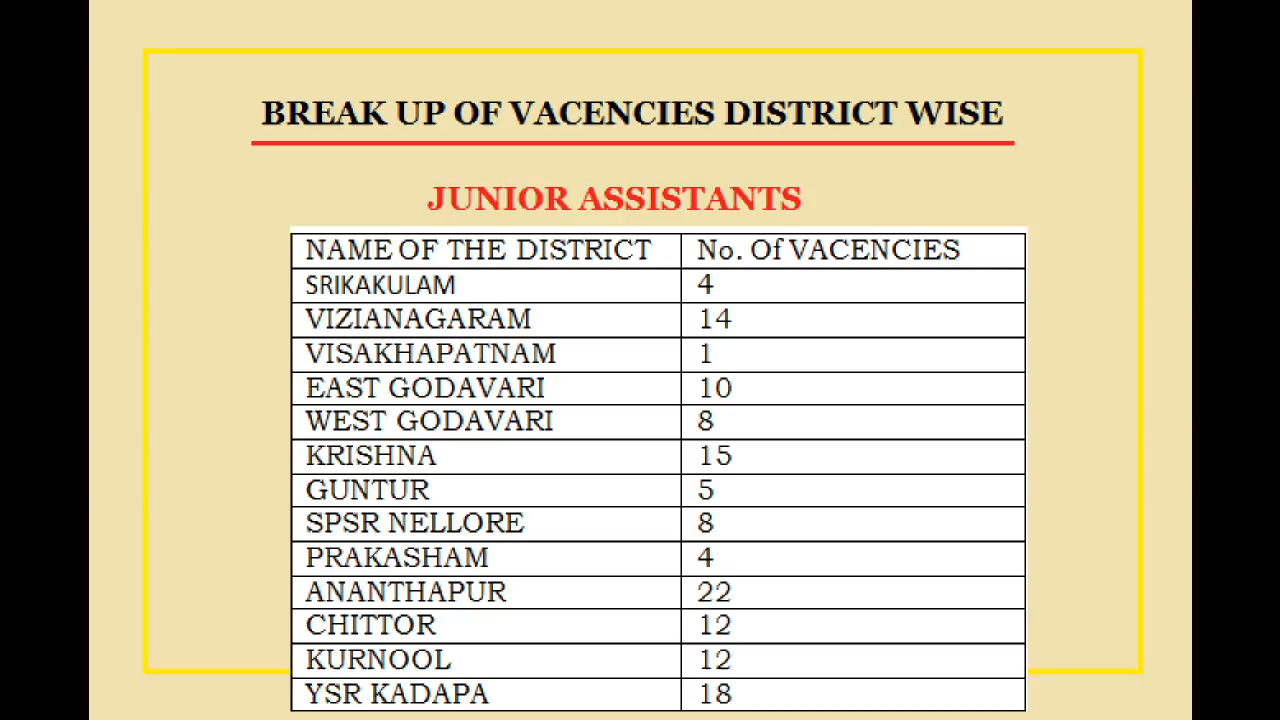 BREAK UP OF VACENCIES DISTRICT WISE
JUNIOR ASSISTANTS
NAME OF THE DISTRICT No. Of VACENCIES
SRIKAKULAM 4
VIZIANAGARAM 14
VISAKHAPATNAM 1
EAST GODAVARI 10
WEST GODAVARI 8
KRISHNA 15
GUNTUR 5
SPSR NELLORE 8
PRAKASHAM 4
ANANTHAPUR 22
CHITTOR 12
KURNOOL 12
YSR KADAPA 18